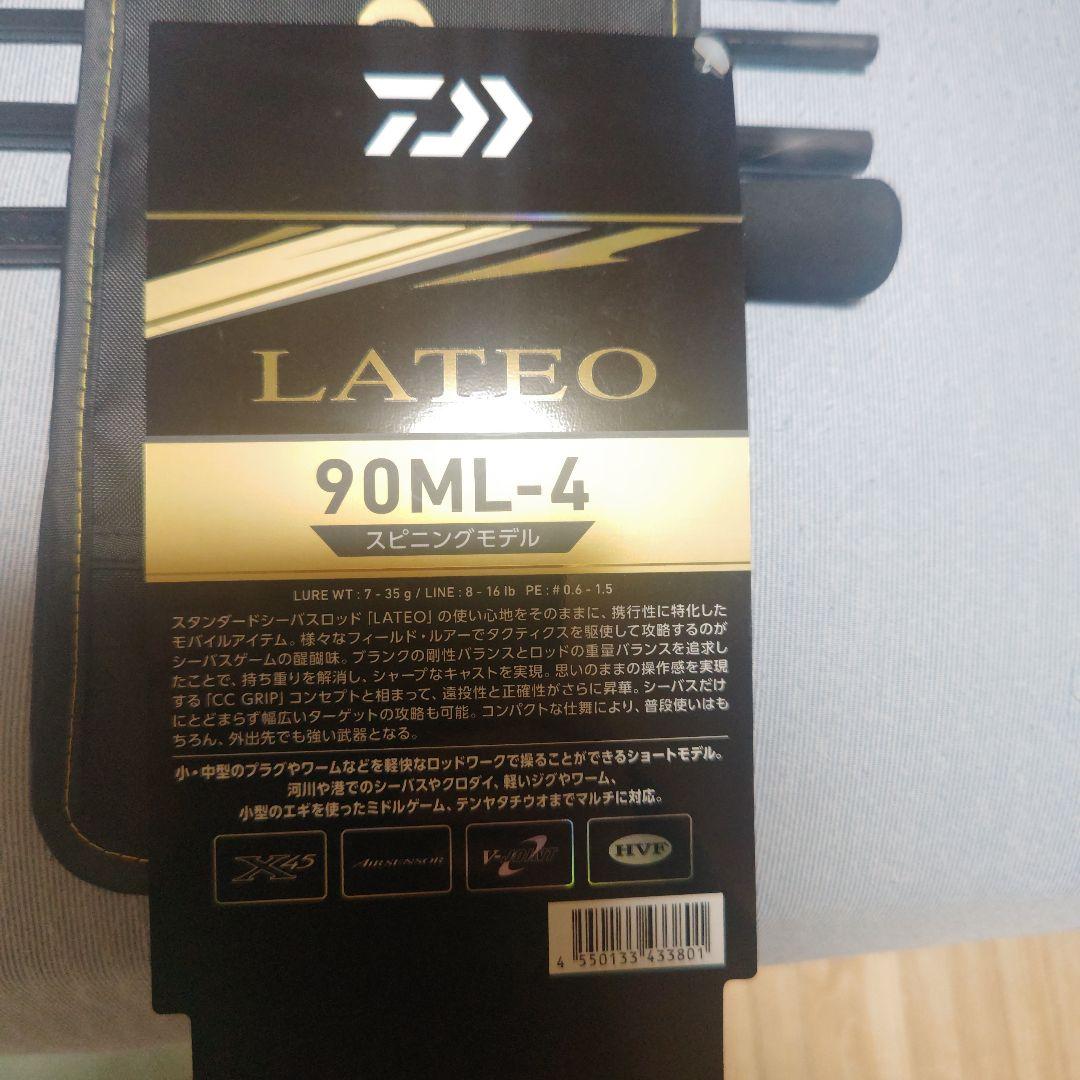 LATEO
90ML-4
スピニングモデル
LURE WT : 7 - 35 g / LINE : 8 - 16 lb PE : # 0.6 - 1.5
スタンダードシーバスロッド「LATEO」の使い心地をそのままに、携行性に特化した
モバイルアイテム。様々なフィールド・ルアーでタクティクスを駆使して攻略するのが
シーバスゲームの醍醐味。ブランクの剛性バランスとロッドの重量バランスを追求し
たことで、持ち重りを解消し、シャープなキャストを実現。思いのままの操作感を実現
する「CC GRIP」コンセプトと相まって、遠投性と正確性がさらに昇華。シーバスだけ
にとどまらず幅広いターゲットの攻略も可能。コンパクトな仕舞により、普段使いはも
ちろん、外出先でも強い武器となる。
小・中型のプラグやワームなどを軽快なロッドワークで操ることができるショートモデル。
河川や港でのシーバスやクロダイ、軽いジグやワーム、
小型のエギを使ったミドルゲーム、テンヤタチウオまでマルチに対応。
X45 AIRSENSOR V-JOINT HVF
4 550133 433801